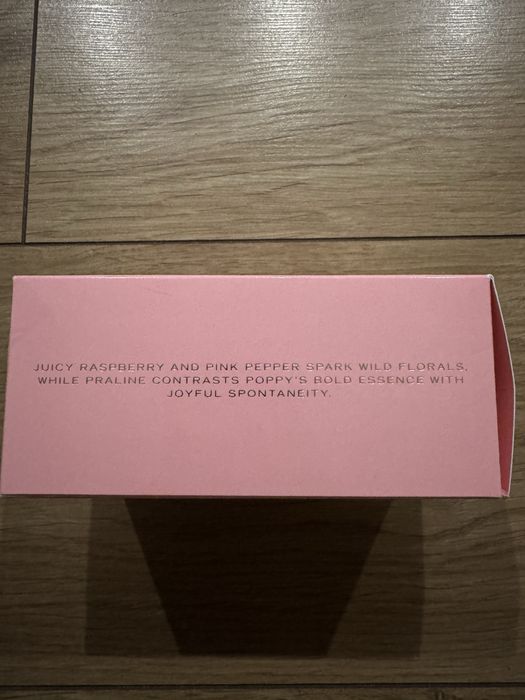 JUICY RASPBERRY AND PINK PEPPER SPARK WILD FLORALS,
WHILE PRALINE CONTRASTS POPPY'S BOLD ESSENCE WITH
JOYFUL SPONTANEITY.